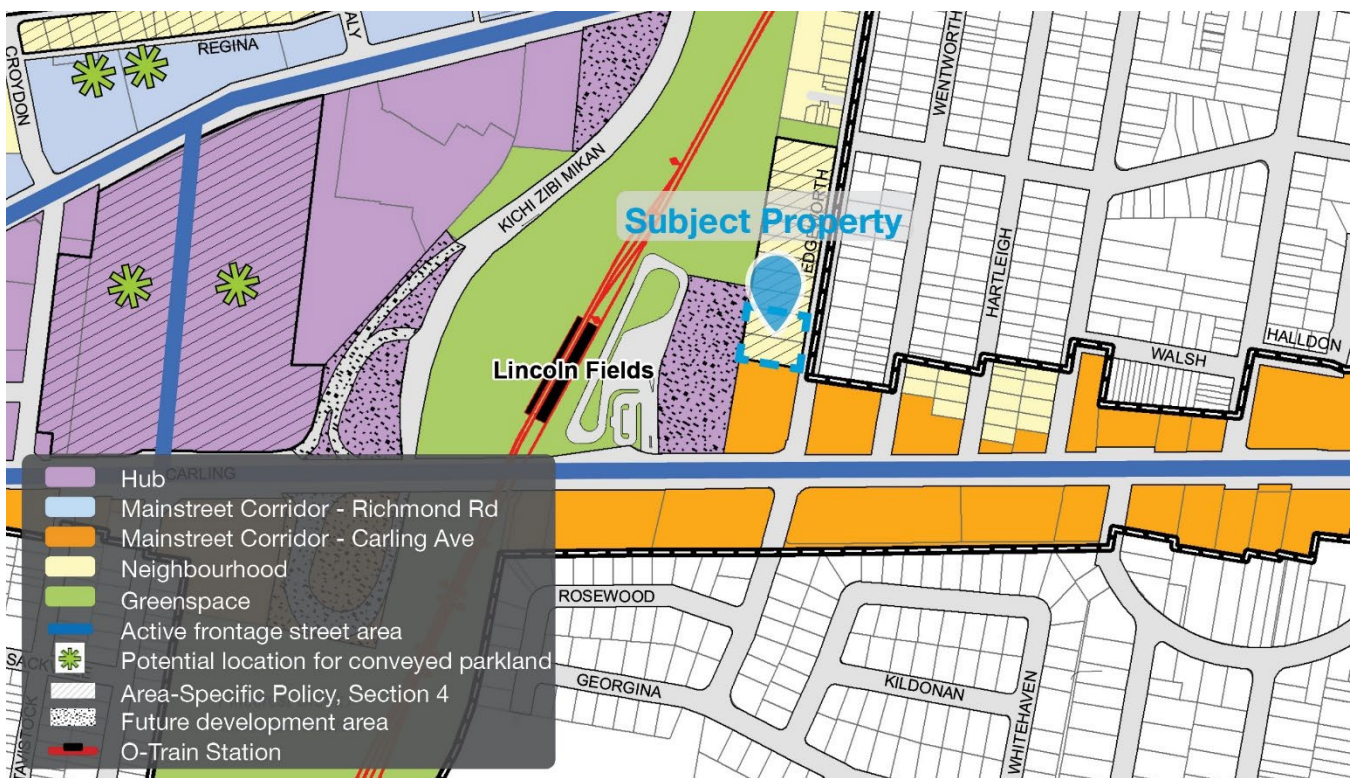 REGINA
ALY
CROYDON
WENTWORTH
KICHI ZIBI MIKAN
Subject Property
HARTLEIGH
HALLDON
WALSH
Lincoln Fields
CARLING
Hub
Mainstreet Corridor - Richmond Rd
Mainstreet Corridor - Carling Ave
Neighbourhood
Greenspace
Active frontage street area
Potential location for conveyed parkland
Area-Specific Policy, Section 4
Future development area
O-Train Station
ROSEWOOD
GEORGINA
KILDONAN
WHITEHAVEN
TAVISTOCK